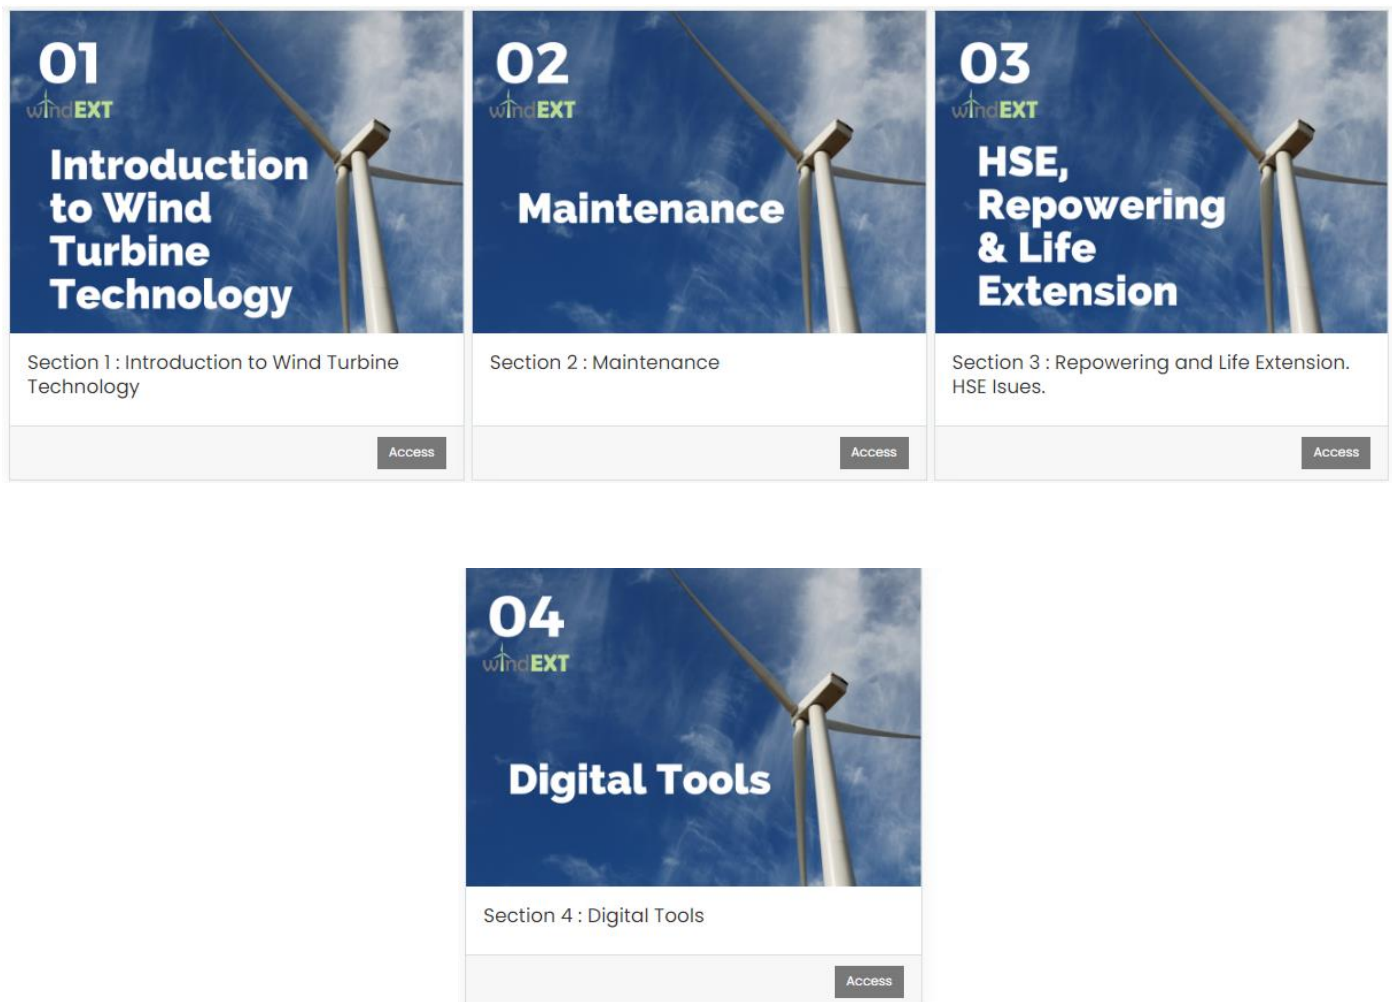 01
windEXT
Introduction
to Wind
Turbine
Technology
Section 1 : Introduction to Wind Turbine
Technology
Access
02
windEXT
Maintenance
Section 2 : Maintenance
Access
03
windEXT
HSE,
Repowering
& Life
Extension
Section 3 : Repowering and Life Extension.
HSE Isues.
Access
04
windEXT
Digital Tools
Section 4 : Digital Tools
Access